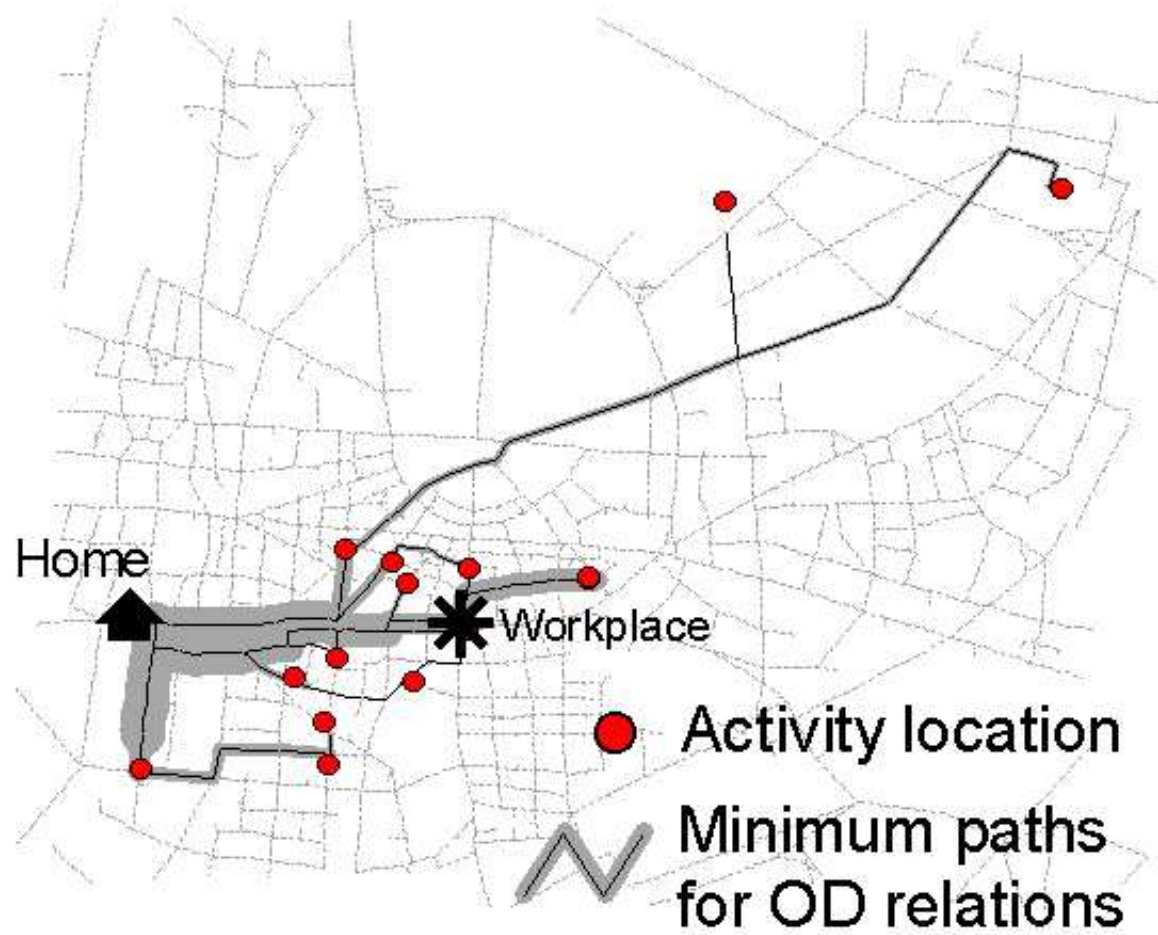 Home
Workplace
Activity location
Minimum paths
for OD relations